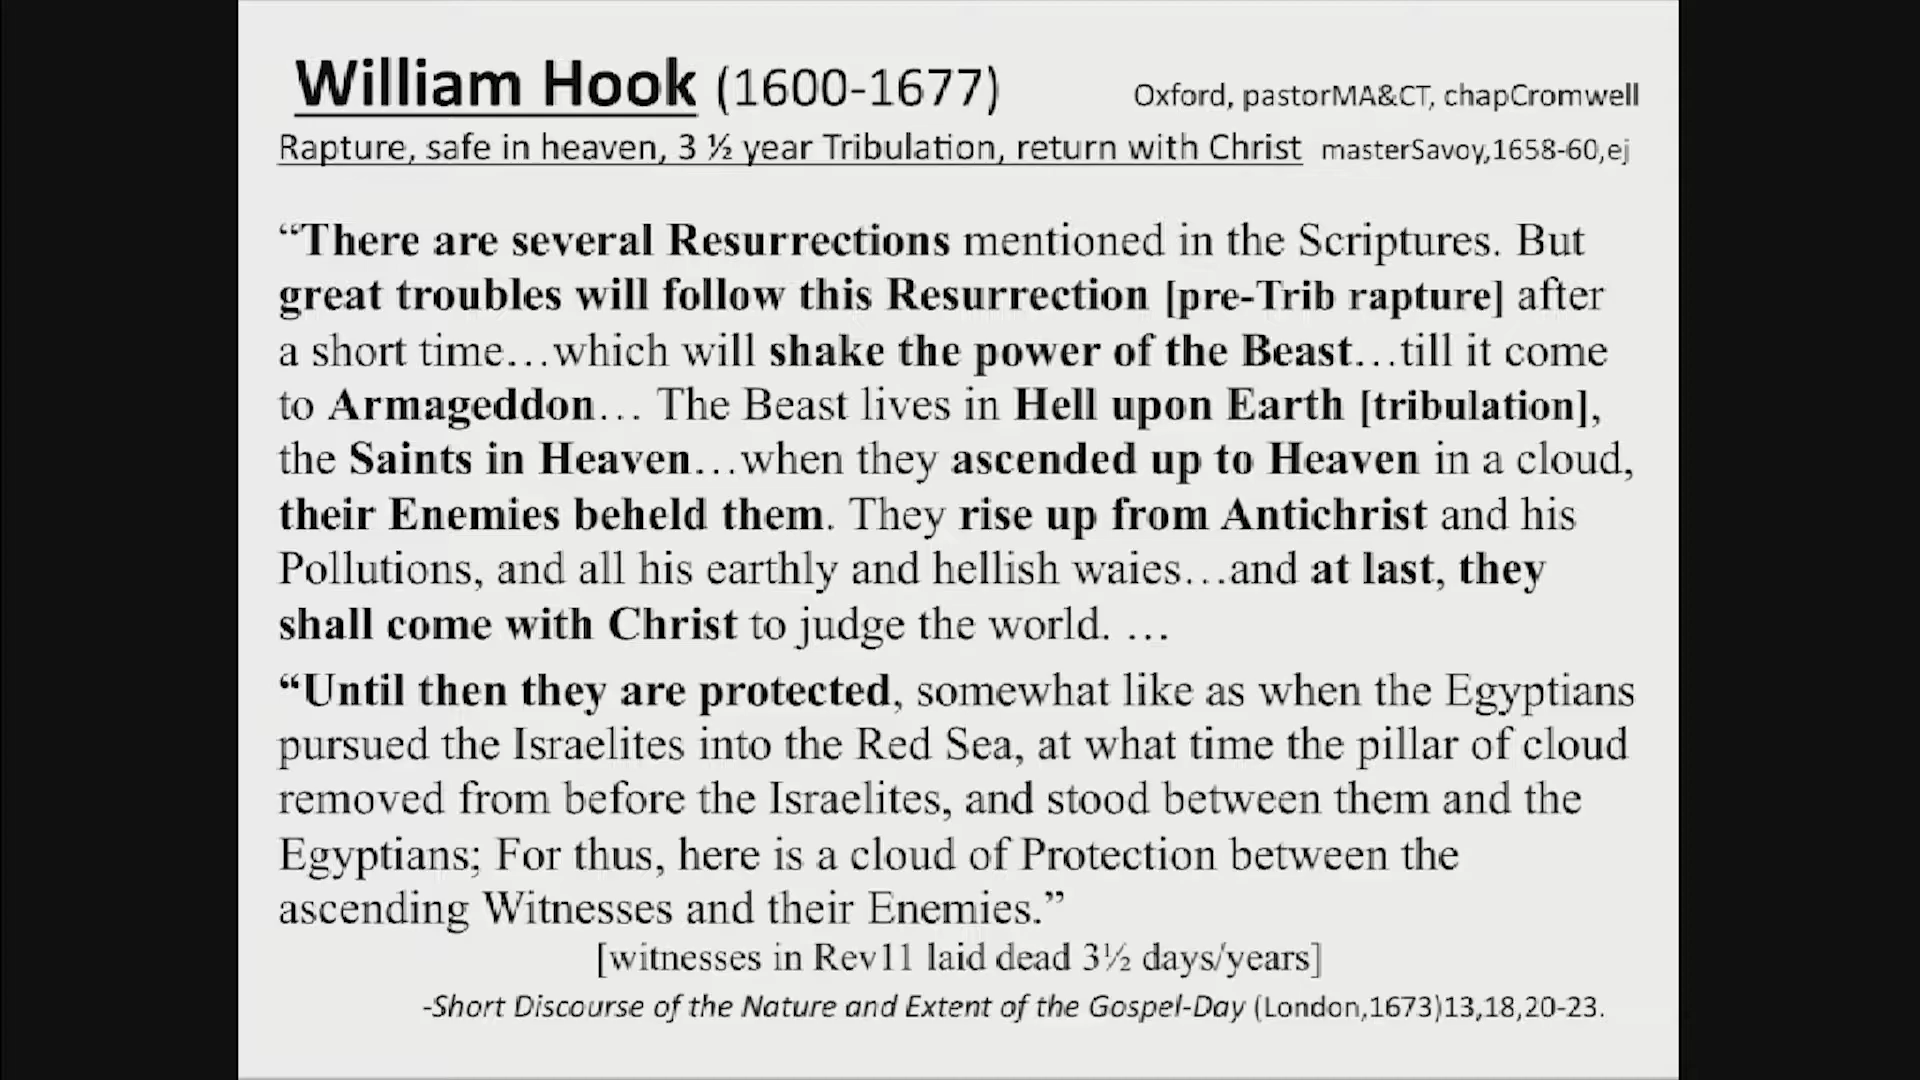 William Hook (1600-1677) Oxford, pastorMA&CT, chapCromwell
Rapture, safe in heaven, 3 ½ year Tribulation, return with Christ masterSavoy,1658-60,ej
“There are several Resurrections mentioned in the Scriptures. But
great troubles will follow this Resurrection [pre-Trib rapture] after
a short time…which will shake the power of the Beast…till it come
to Armageddon… The Beast lives in Hell upon Earth [tribulation],
the Saints in Heaven…when they ascended up to Heaven in a cloud,
their Enemies beheld them. They rise up from Antichrist and his
Pollutions, and all his earthly and hellish waies…and at last, they
shall come with Christ to judge the world. …
“Until then they are protected, somewhat like as when the Egyptians
pursued the Israelites into the Red Sea, at what time the pillar of cloud
removed from before the Israelites, and stood between them and the
Egyptians; For thus, here is a cloud of Protection between the
ascending Witnesses and their Enemies.”
[witnesses in Rev11 laid dead 3½ days/years]
-Short Discourse of the Nature and Extent of the Gospel-Day (London,1673)13,18,20-23.